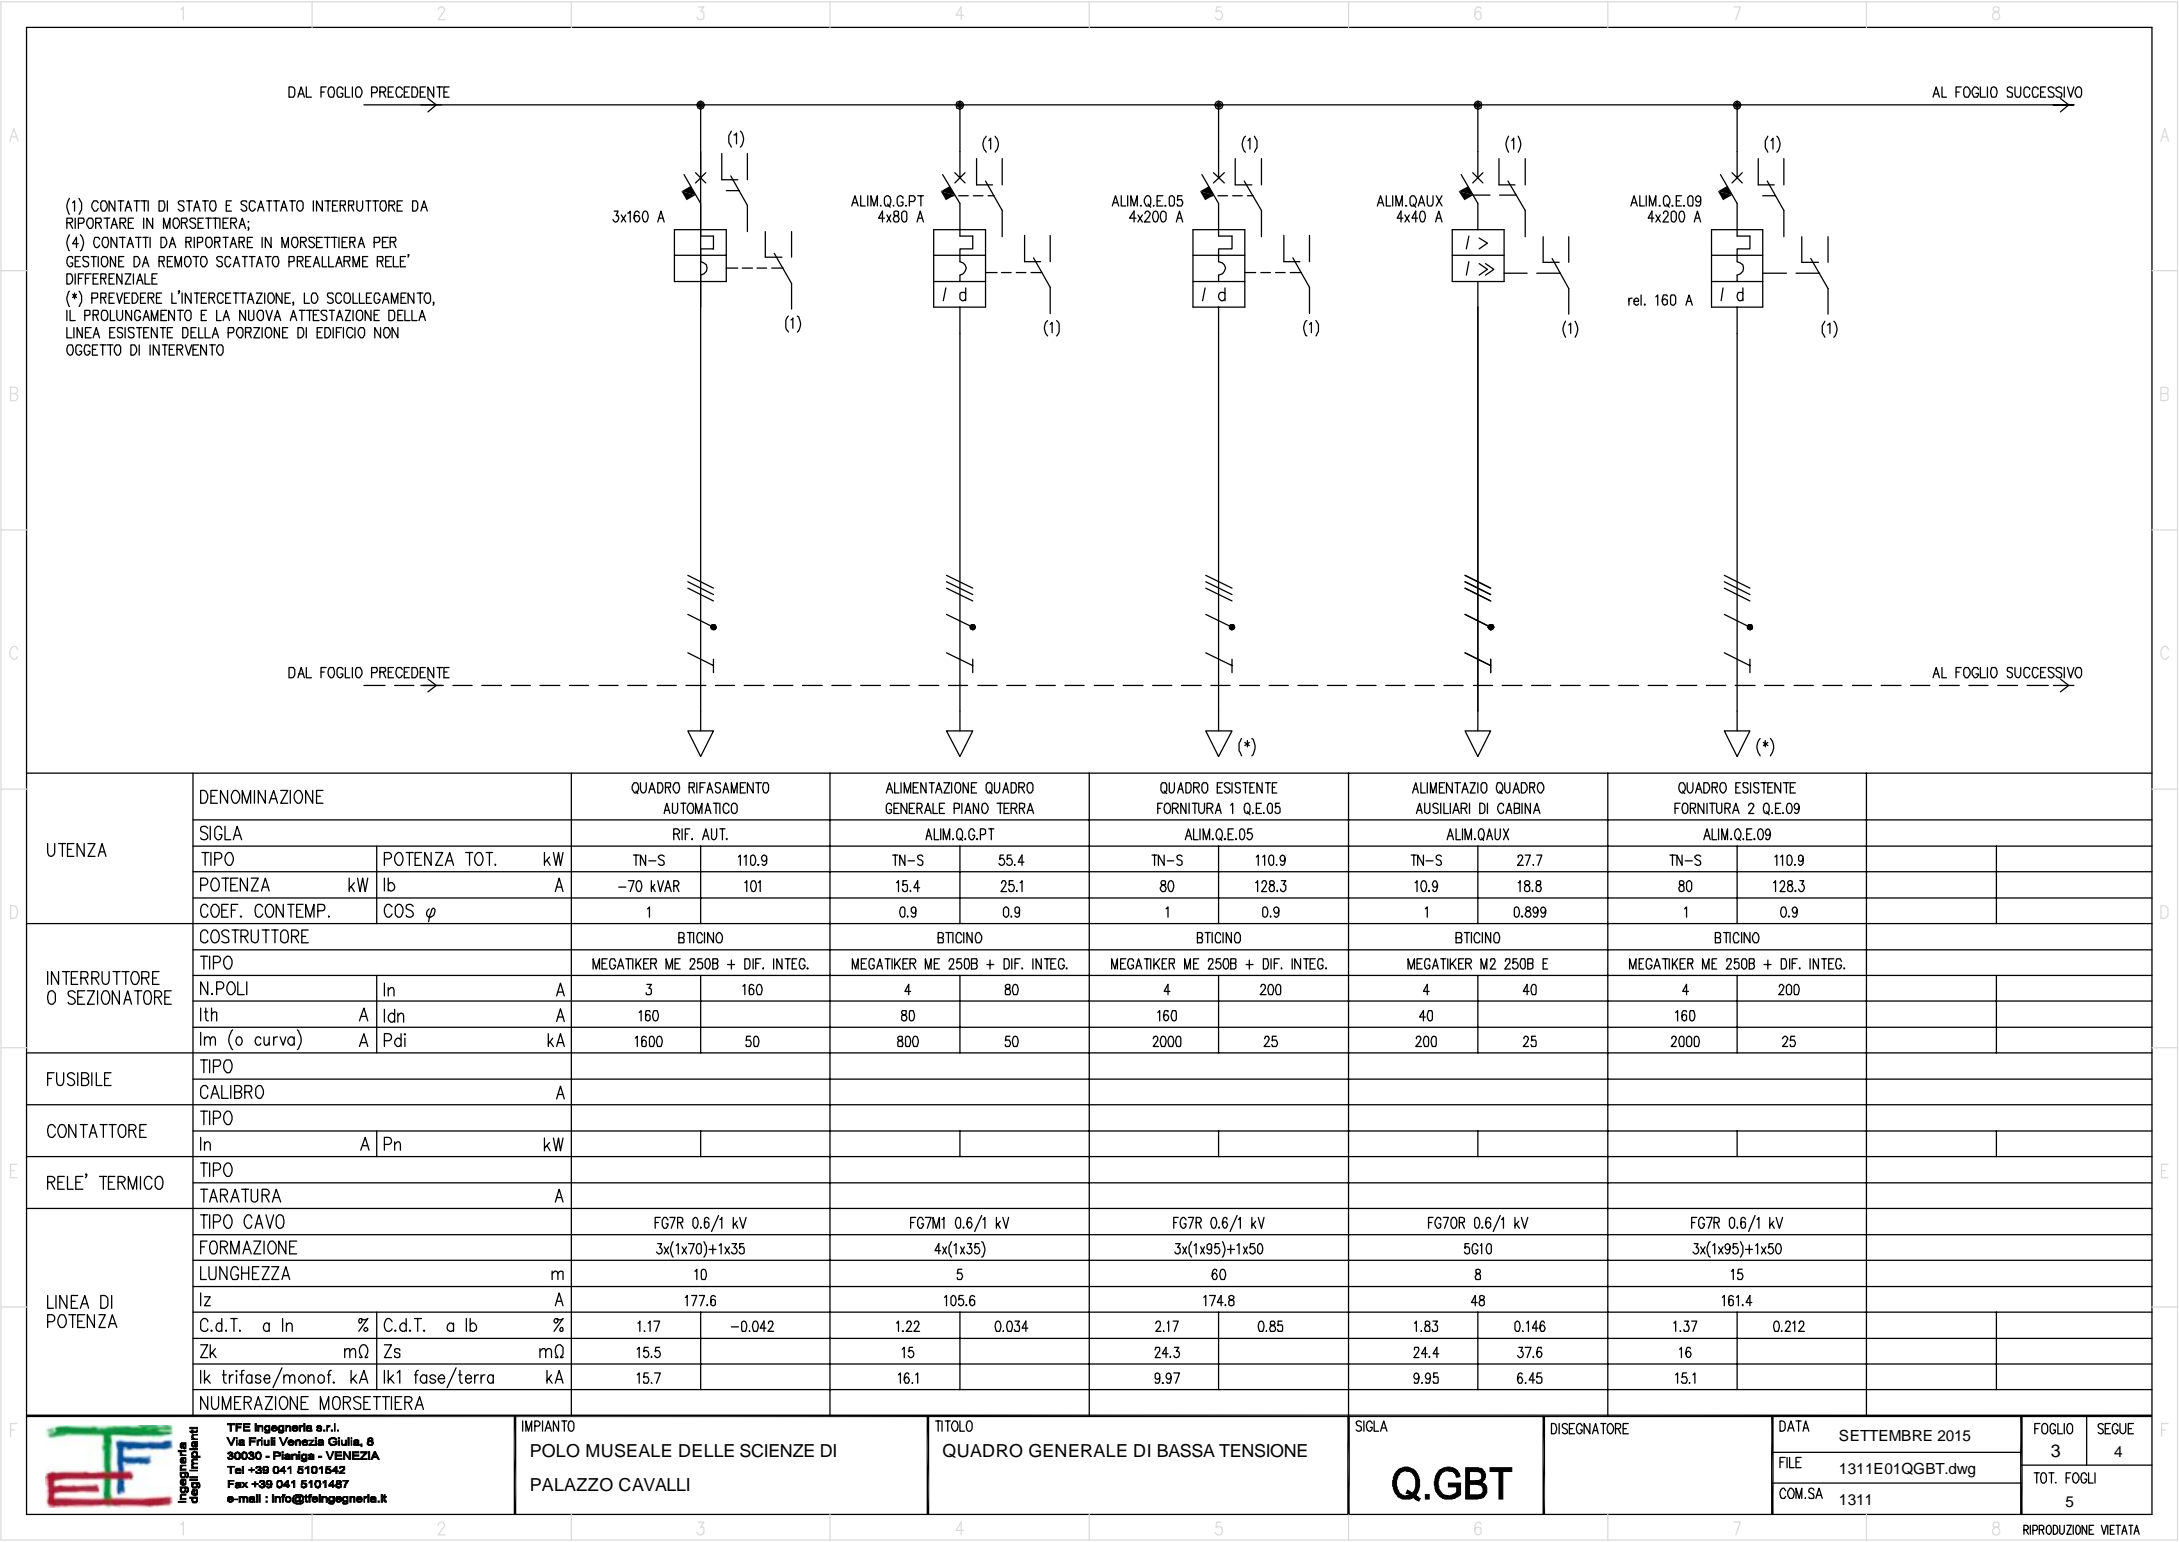 1 2 3 4 5 6 7 8
A A
B B
C C
D D
E E
F F
DAL FOGLIO PRECEDENTE
AL FOGLIO SUCCESSIVO
(1) CONTATTI DI STATO E SCATTATO INTERRUTTORE DA
RIPORTARE IN MORSETTIERA;
(4) CONTATTI DA RIPORTARE IN MORSETTIERA PER
GESTIONE DA REMOTO SCATTATO PREALLARME RELE'
DIFFERENZIALE
(*) PREVEDERE L'INTERCETTAZIONE, LO SCOLLEGAMENTO,
IL PROLUNGAMENTO E LA NUOVA ATTESTAZIONE DELLA
LINEA ESISTENTE DELLA PORZIONE DI EDIFICIO NON
OGGETTO DI INTERVENTO
(1)
3x160 A
(1)
(1)
ALIM.Q.G.PT
4x80 A
I d
(1)
(1)
ALIM.Q.E.05
4x200 A
I d
(1)
(1)
ALIM.QAUX
4x40 A
I >
I >>
(1)
(1)
ALIM.Q.E.09
4x200 A
rel. 160 A
I d
(1)
DAL FOGLIO PRECEDENTE
AL FOGLIO SUCCESSIVO
(*) (*)
UTENZA
DENOMINAZIONE
QUADRO RIFASAMENTO
AUTOMATICO
ALIMENTAZIONE QUADRO
GENERALE PIANO TERRA
QUADRO ESISTENTE
FORNITURA 1 Q.E.05
ALIMENTAZIO QUADRO
AUSILIARI DI CABINA
QUADRO ESISTENTE
FORNITURA 2 Q.E.09
SIGLA RIF. AUT. ALIM.Q.G.PT ALIM.Q.E.05 ALIM.QAUX ALIM.Q.E.09
TIPO POTENZA TOT. kW TN-S 110.9 TN-S 55.4 TN-S 110.9 TN-S 27.7 TN-S 110.9
POTENZA kW Ib A -70 kVAR 101 15.4 25.1 80 128.3 10.9 18.8 80 128.3
COEF. CONTEMP. COS φ 1 0.9 0.9 1 0.9 1 0.899 1 0.9
INTERRUTTORE
O SEZIONATORE
COSTRUTTORE BTICINO BTICINO BTICINO BTICINO BTICINO
TIPO MEGATIKER ME 250B + DIF. INTEG. MEGATIKER ME 250B + DIF. INTEG. MEGATIKER ME 250B + DIF. INTEG. MEGATIKER M2 250B E MEGATIKER ME 250B + DIF. INTEG.
N.POLI In A 3 160 4 80 4 200 4 40 4 200
Ith A Idn A 160 80 160 40 160
Im (o curva) A Pdi kA 1600 50 800 50 2000 25 200 25 2000 25
FUSIBILE
TIPO
CALIBRO A
CONTATTORE
TIPO
In A Pn kW
RELE' TERMICO
TIPO
TARATURA A
LINEA DI
POTENZA
TIPO CAVO FG7R 0.6/1 kV FG7M1 0.6/1 kV FG7R 0.6/1 kV FG7OR 0.6/1 kV FG7R 0.6/1 kV
FORMAZIONE 3x(1x70)+1x35 4x(1x35) 3x(1x95)+1x50 5G10 3x(1x95)+1x50
LUNGHEZZA m 10 5 60 8 15
Iz A 177.6 105.6 174.8 48 161.4
C.d.T. a In % C.d.T. a Ib % 1.17 -0.042 1.22 0.034 2.17 0.85 1.83 0.146 1.37 0.212
Zk mΩ Zs mΩ 15.5 15 24.3 24.4 37.6 16
Ik trifase/monof. kA Ik1 fase/terra kA 15.7 16.1 9.97 9.95 6.45 15.1
NUMERAZIONE MORSETTIERA
TFE
Ingegneria
degli Impianti
TFE Ingegneria s.r.l.
Via Friuli Venezia Giulia, 8
30030 - Pianiga - VENEZIA
Tel +39 041 5101542
Fax +39 041 5101487
e-mail : info@tfeingegneria.it
IMPIANTO
POLO MUSEALE DELLE SCIENZE DI
PALAZZO CAVALLI
TITOLO
QUADRO GENERALE DI BASSA TENSIONE
SIGLA
Q.GBT
DISEGNATORE
DATA SETTEMBRE 2015
FILE 1311E01QGBT.dwg
COM.SA 1311
FOGLIO SEGUE
3 4
TOT. FOGLI
5
1 2 3 4 5 6 7 8
RIPRODUZIONE VIETATA